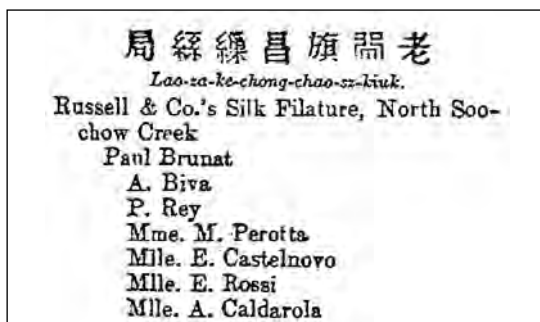 老閘旗昌繅絲局
Lao-za-ke-chong-chao-sz-kiuk.
Russell & Co.'s Silk Filature, North Soo-
chow Creek
Paul Brunat
A. Biva
P. Rey
Mme. M. Perotta
Mlle. E. Castelnovo
Mlle. E. Rossi
Mlle. A. Caldarola